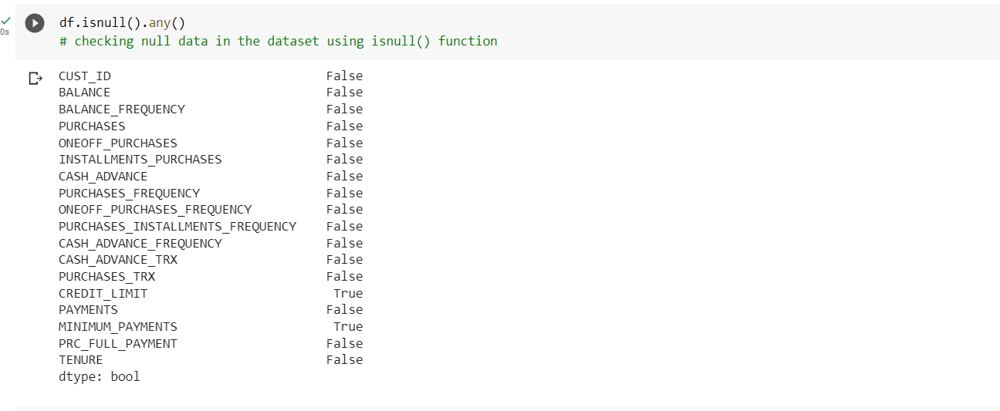 df.isnull().any()
0s
# checking null data in the dataset using isnull() function
CUST_ID False
BALANCE False
BALANCE_FREQUENCY False
PURCHASES False
ONEOFF_PURCHASES False
INSTALLMENTS_PURCHASES False
CASH_ADVANCE False
PURCHASES_FREQUENCY False
ONEOFF_PURCHASES_FREQUENCY False
PURCHASES_INSTALLMENTS_FREQUENCY False
CASH_ADVANCE_FREQUENCY False
CASH_ADVANCE_TRX False
PURCHASES_TRX False
CREDIT_LIMIT True
PAYMENTS False
MINIMUM_PAYMENTS True
PRC_FULL_PAYMENT False
TENURE False
dtype: bool